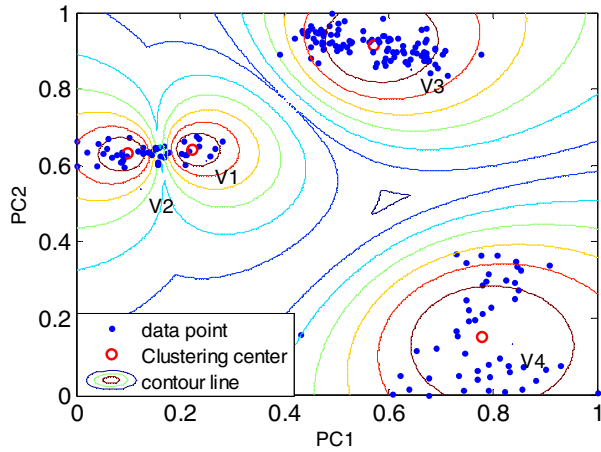 1
0.8
0.6
0.4
0.2
0
PC2
V3
V1
V2
V4
data point
Clustering center
contour line
0 0.2 0.4 0.6 0.8 1
PC1